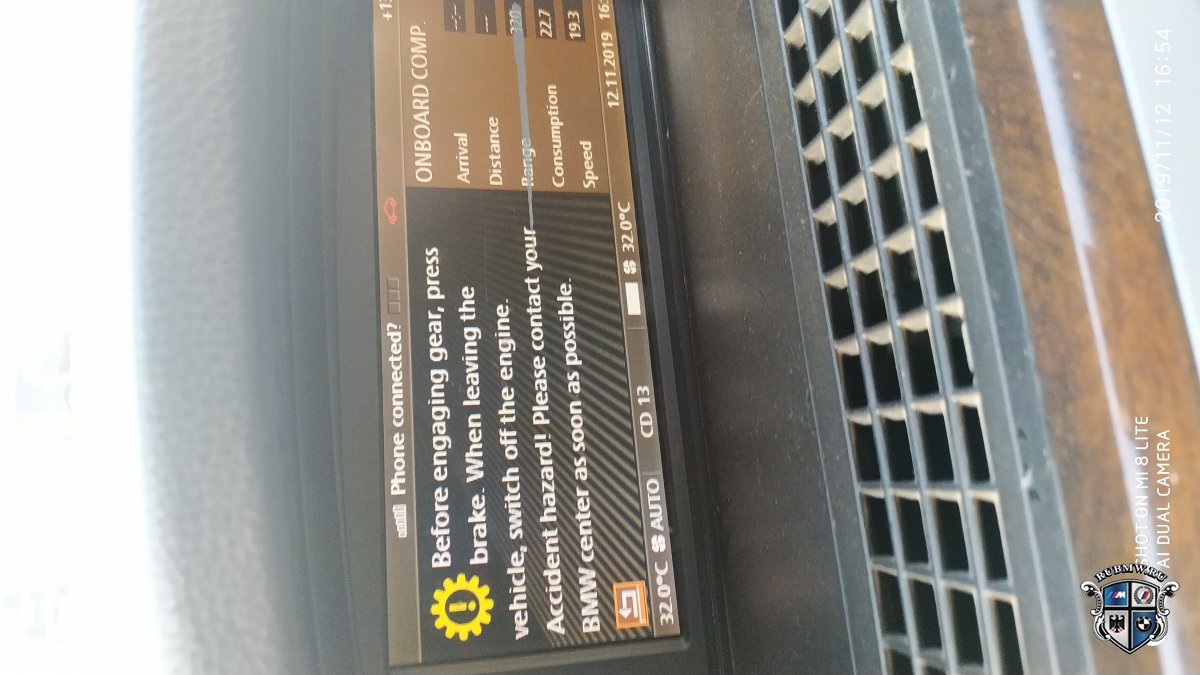 Phone connected?
Before engaging gear, press
brake. When leaving the
vehicle, switch off the engine.
Accident hazard! Please contact your
BMW center as soon as possible.
ONBOARD COMP.
Arrival --:--
Distance ---
Range
Consumption 22.7
Speed 19.3
32.0°C AUTO CD 13 32.0°C 12.11.2019
2019/11/12 16:54
SHOT ON MI 8 LITE
AI DUAL CAMERA
RUBMW.RU